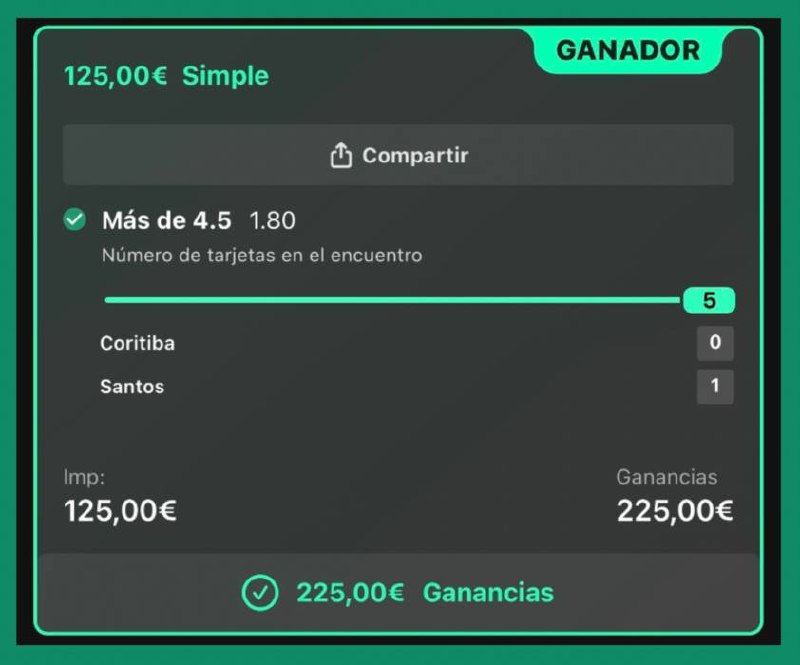 GANADOR
125,00€ Simple
Compartir
Más de 4.5 1.80
Número de tarjetas en el encuentro
5
Coritiba 0
Santos 1
Imp: Ganancias
125,00€ 225,00€
225,00€ Ganancias